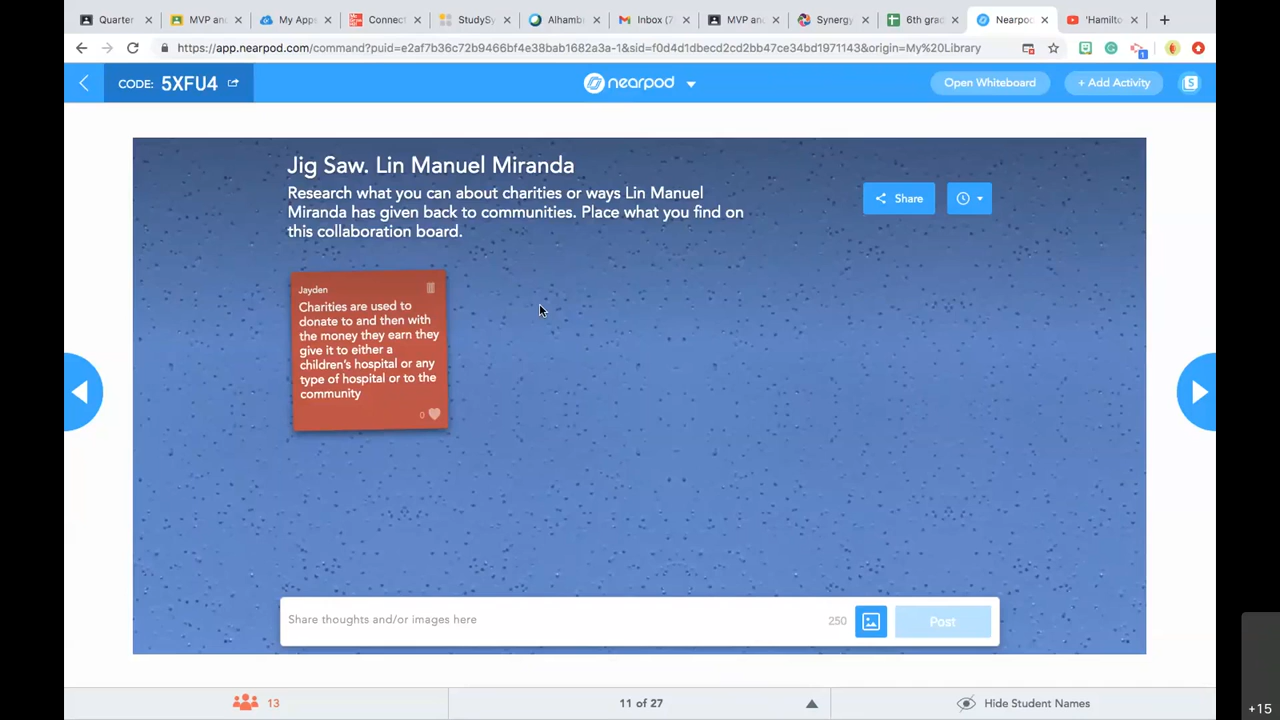 Quarter
MVP and
My Apps
Connect
StudySy
Alhamb
Inbox (7
MVP and
Synergy
6th grad
Nearpod
'Hamilto
https://app.nearpod.com/command?puid=e2af7b36c72b9466bf4e38bab1682a3a-1&sid=f0d4d1dbecd2cd2bb47ce34bd1971143&origin=My%20Library
1
CODE: 5XFU4
nearpod
Open Whiteboard
+ Add Activity
S
Jig Saw. Lin Manuel Miranda
Research what you can about charities or ways Lin Manuel
Miranda has given back to communities. Place what you find on
this collaboration board.
Share
Jayden
Charities are used to
donate to and then with
the money they earn they
give it to either a
children's hospital or any
type of hospital or to the
community
0
Share thoughts and/or images here
250
Post
13
11 of 27
Hide Student Names
+15